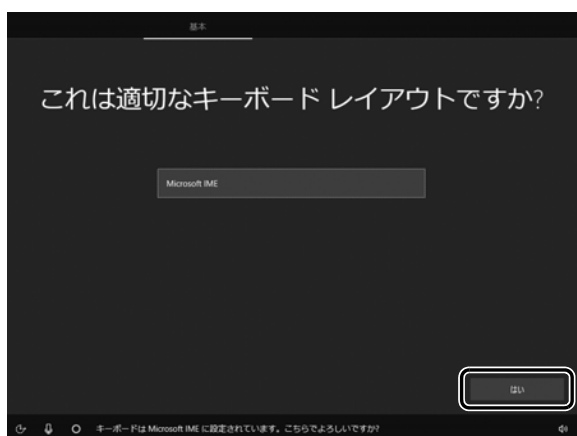 基本
これは適切なキーボード レイアウトですか?
Microsoft IME
はい
キーボードは Microsoft IME に設定されています。こちらでよろしいですか?